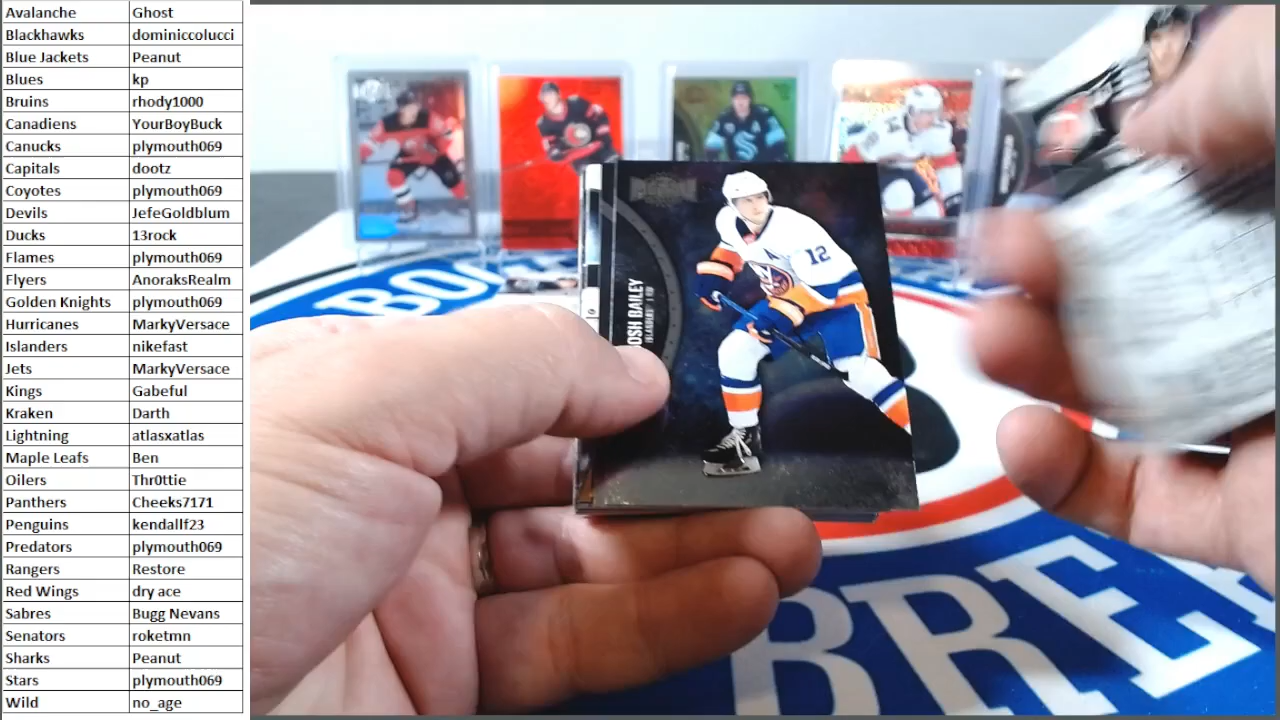 Avalanche Ghost
Blackhawks dominiccolucci
Blue Jackets Peanut
Blues kp
Bruins rhody1000
Canadiens YourBoyBuck
Canucks plymouth069
Capitals dootz
Coyotes plymouth069
Devils JefeGoldblum
Ducks 13rock
Flames plymouth069
Flyers AnoraksRealm
Golden Knights plymouth069
Hurricanes MarkyVersace
Islanders nikefast
Jets MarkyVersace
Kings Gabeful
Kraken Darth
Lightning atlasxatlas
Maple Leafs Ben
Oilers Thr0ttie
Panthers Cheeks7171
Penguins kendallf23
Predators plymouth069
Rangers Restore
Red Wings dry ace
Sabres Bugg Nevans
Senators roketmn
Sharks Peanut
Stars plymouth069
Wild no_age
OSH BAILEY
12
BO
BRE